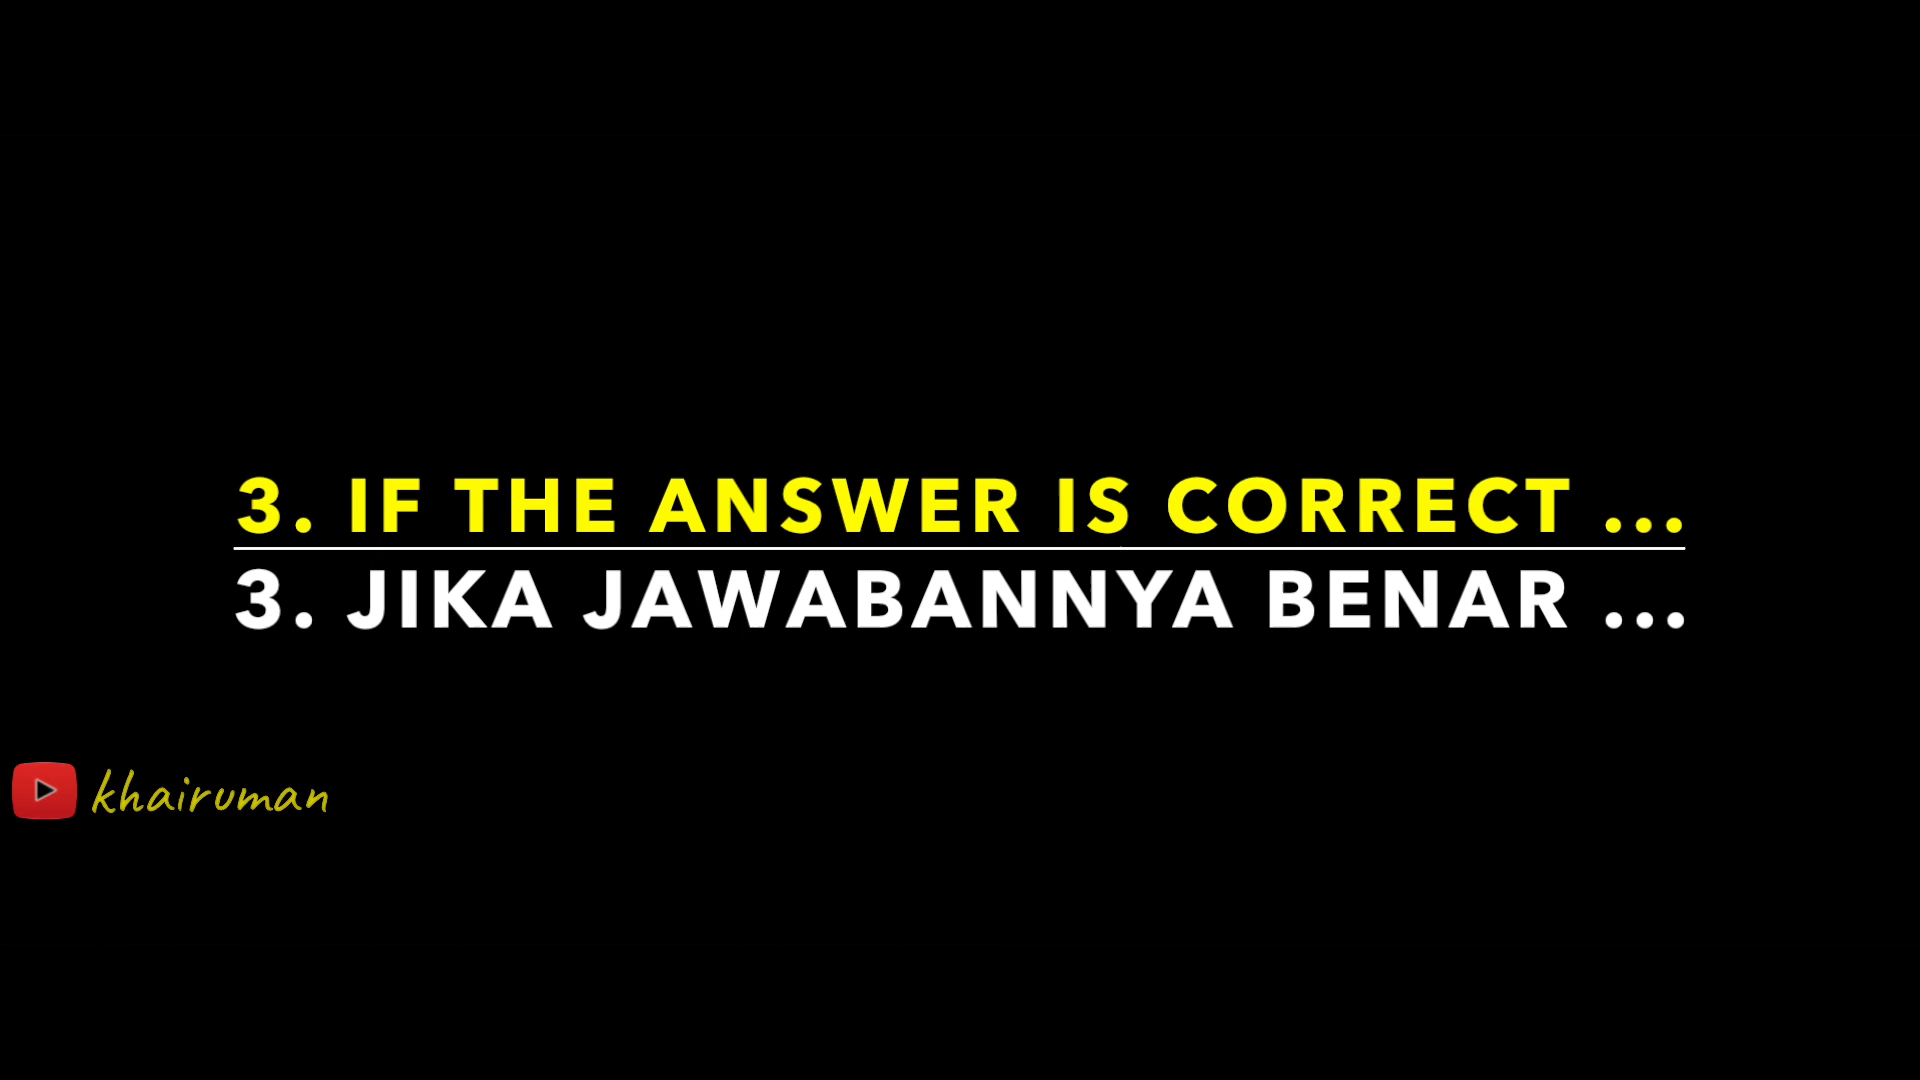 3. IF THE ANSWER IS CORRECT ...
3. JIKA JAWABANNYA BENAR ...
khairuman